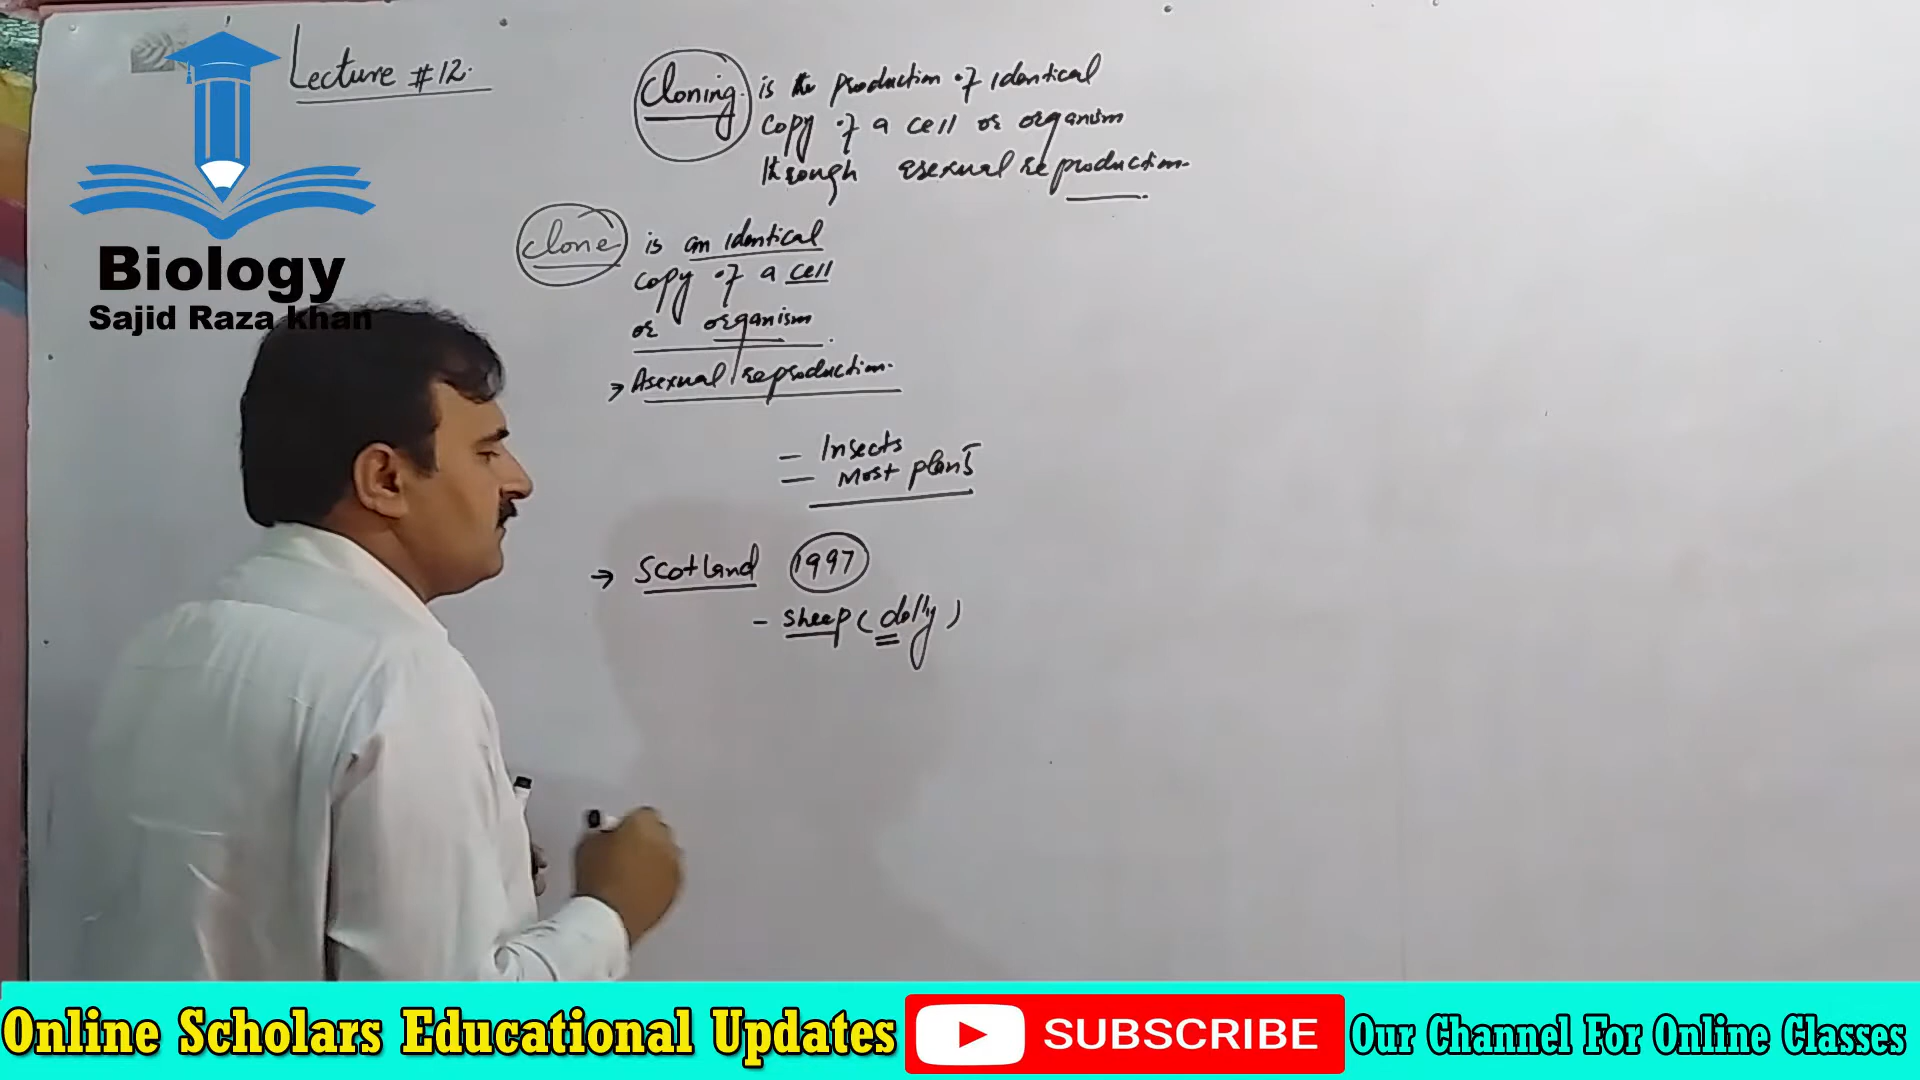 Lecture #12.
Cloning. is the production of identical
copy of a cell or organism
through asexual reproduction.
Clone is an identical
copy of a cell
or organism.
→ Asexual reproduction.
- Insects
- Most plants
→ Scotland 1997
- sheep (dolly)
Biology
Sajid Raza khan
Online Scholars Educational Updates
SUBSCRIBE
Our Channel For Online Classes